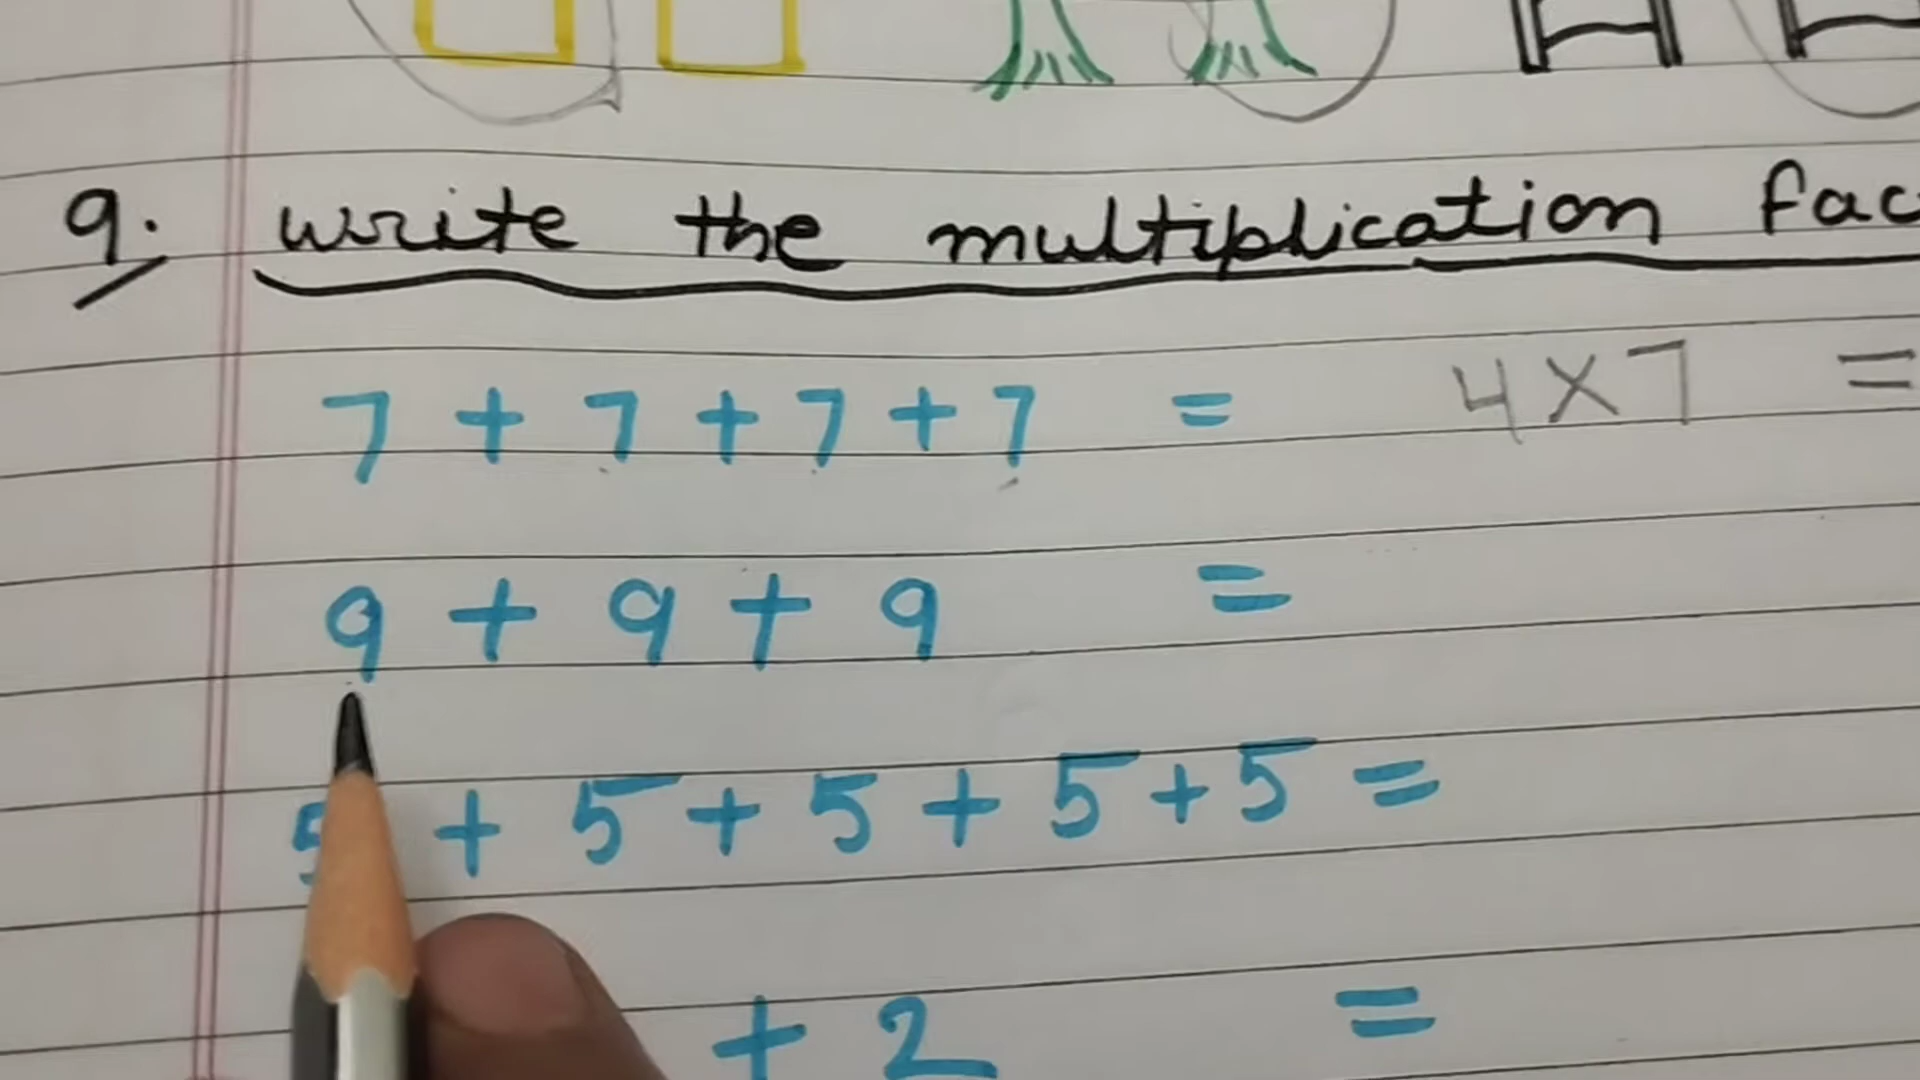 9. write the multiplication fac
7 + 7 + 7 + 7 = 4 × 7 =
9 + 9 + 9 =
5 + 5 + 5 + 5 + 5 =
+ 2 =